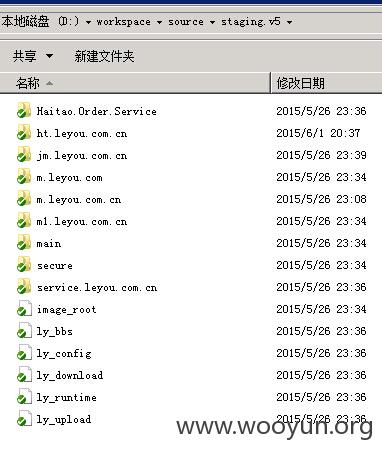 本地磁盘 (D:) ▾ workspace ▾ source ▾ staging.v5 ▾
共享 ▾ 新建文件夹
名称 修改日期
Haitao.Order.Service 2015/5/26 23:36
ht.leyou.com.cn 2015/6/1 20:37
jm.leyou.com.cn 2015/5/26 23:39
m.leyou.com 2015/5/26 23:34
m.leyou.com.cn 2015/5/26 23:08
m1.leyou.com.cn 2015/5/26 23:34
main 2015/5/26 23:34
secure 2015/5/26 23:34
service.leyou.com.cn 2015/5/26 23:36
image_root 2015/5/26 23:34
ly_bbs 2015/5/26 23:36
ly_config 2015/5/26 23:36
ly_download 2015/5/26 23:36
ly_runtime 2015/5/26 23:36
ly_upload 2015/5/26 23:36
www.wooyun.org